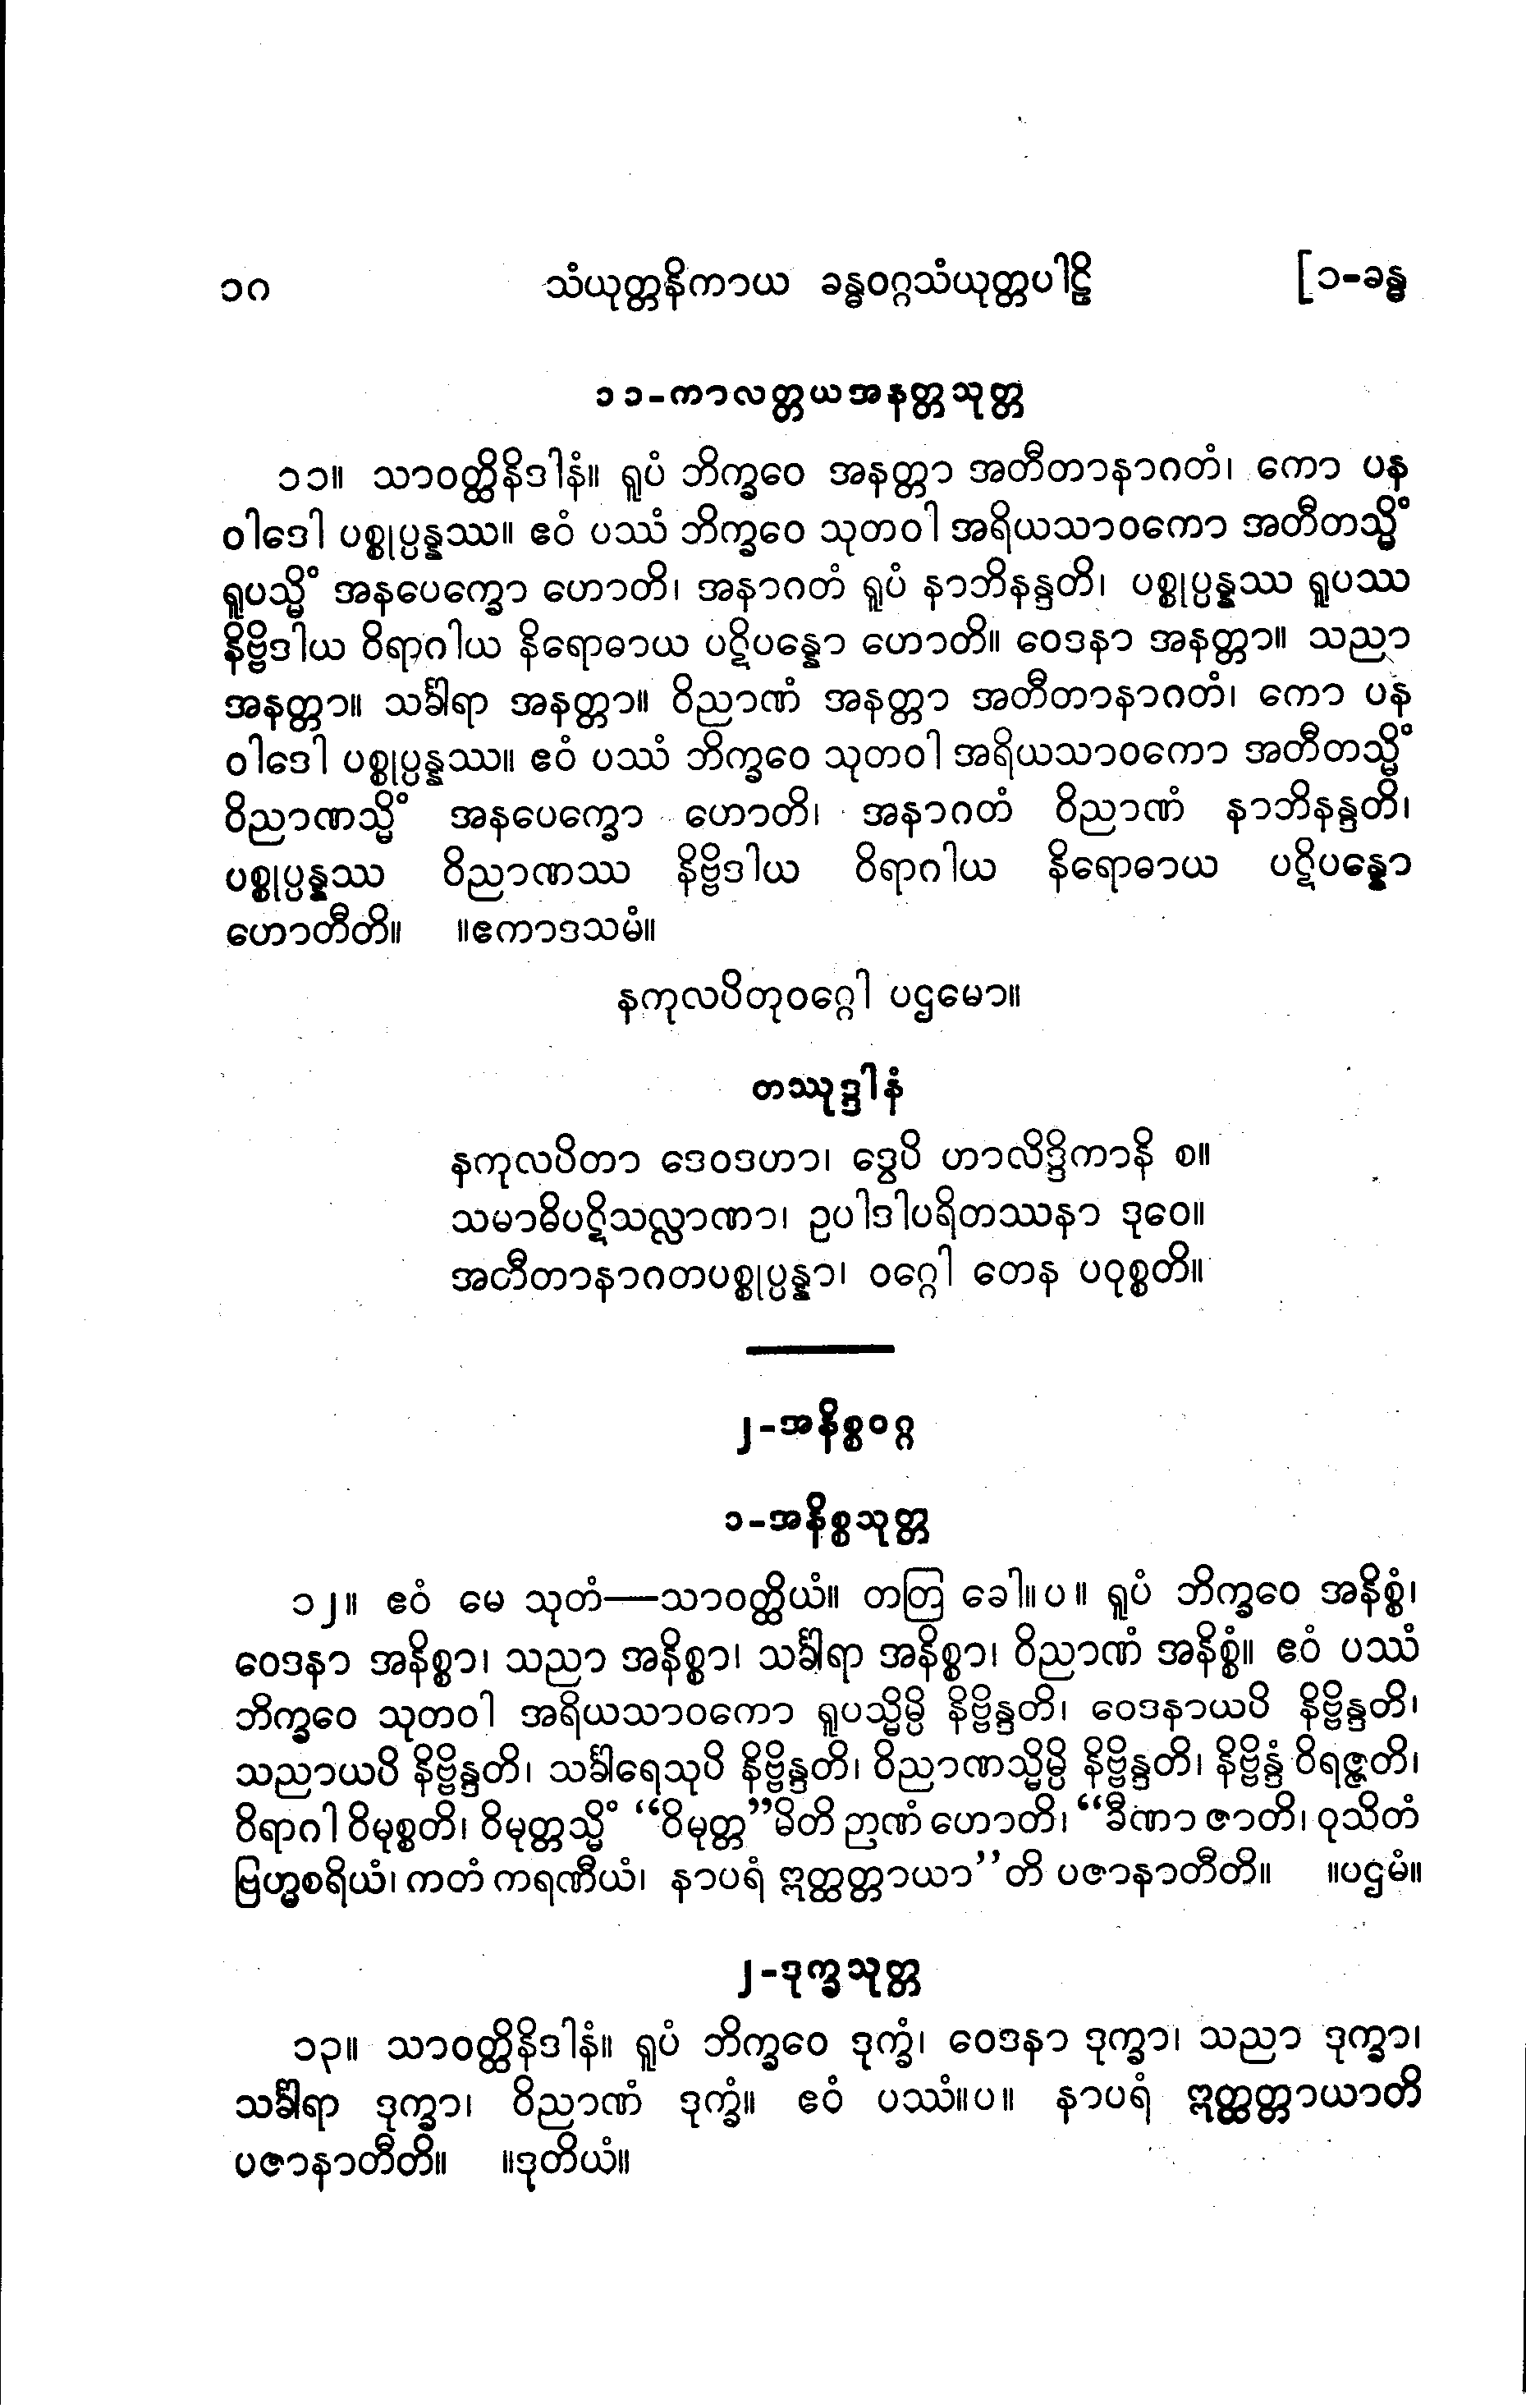 ၁ဂ သံယုတ္တနိကာယ ခန္ဓဝဂ္ဂသံယုတ္တပါဠိ [၁-ခန္ဓ
၁၁-ကာလတ္တယအနတ္တသုတ္တ
၁၁။ သာဝတ္ထိနိဒါနံ။ ရူပံ ဘိက္ခဝေ အနတ္တာ အတီတာနာဂတံ၊ ကော ပန
ဝါဒေါ ပစ္စုပ္ပန္နဿ။ ဧဝံ ပဿံ ဘိက္ခဝေ သုတဝါ အရိယသာဝကော အတီတသ္မိံ
ရူပသ္မိံ အနပေက္ခော ဟောတိ၊ အနာဂတံ ရူပံ နာဘိနန္ဒတိ၊ ပစ္စုပ္ပန္နဿ ရူပဿ
နိဗ္ဗိဒါယ ဝိရာဂါယ နိရောဓာယ ပဋိပန္နော ဟောတိ။ ဝေဒနာ အနတ္တာ။ သညာ
အနတ္တာ။ သင်္ခါရာ အနတ္တာ။ ဝိညာဏံ အနတ္တာ အတီတာနာဂတံ၊ ကော ပန
ဝါဒေါ ပစ္စုပ္ပန္နဿ။ ဧဝံ ပဿံ ဘိက္ခဝေ သုတဝါ အရိယသာဝကော အတီတသ္မိံ
ဝိညာဏသ္မိံ အနပေက္ခော ဟောတိ၊ အနာဂတံ ဝိညာဏံ နာဘိနန္ဒတိ၊
ပစ္စုပ္ပန္နဿ ဝိညာဏဿ နိဗ္ဗိဒါယ ဝိရာဂါယ နိရောဓာယ ပဋိပန္နော
ဟောတီတိ။ ။ဧကာဒသမံ။
နကုလပိတုဝဂ္ဂေါ ပဌမော။
တဿုဒ္ဒါနံ
နကုလပိတာ ဒေဝဒဟာ၊ ဒွေပိ ဟာလိဒ္ဒိကာနိ စ။
သမာဓိပဋိသလ္လာဏာ၊ ဥပါဒါပရိတဿနာ ဒုဝေ။
အတီတာနာဂတပစ္စုပ္ပန္နာ၊ ဝဂ္ဂေါ တေန ပဝုစ္စတိ။
၂-အနိစ္စဝဂ္ဂ
၁-အနိစ္စသုတ္တ
၁၂။ ဧဝံ မေ သုတံ—သာဝတ္ထိယံ။ တတြ ခေါ။ပ။ ရူပံ ဘိက္ခဝေ အနိစ္စံ၊
ဝေဒနာ အနိစ္စာ၊ သညာ အနိစ္စာ၊ သင်္ခါရာ အနိစ္စာ၊ ဝိညာဏံ အနိစ္စံ။ ဧဝံ ပဿံ
ဘိက္ခဝေ သုတဝါ အရိယသာဝကော ရူပသ္မိမ္ပိ နိဗ္ဗိန္ဒတိ၊ ဝေဒနာယပိ နိဗ္ဗိန္ဒတိ၊
သညာယပိ နိဗ္ဗိန္ဒတိ၊ သင်္ခါရေသုပိ နိဗ္ဗိန္ဒတိ၊ ဝိညာဏသ္မိမ္ပိ နိဗ္ဗိန္ဒတိ၊ နိဗ္ဗိန္ဒံ ဝိရဇ္ဇတိ၊
ဝိရာဂါ ဝိမုစ္စတိ၊ ဝိမုတ္တသ္မိံ “ဝိမုတ္တ”မိတိ ဉာဏံ ဟောတိ၊ “ခီဏာ ဇာတိ၊ ဝုသိတံ
ဗြဟ္မစရိယံ၊ ကတံ ကရဏီယံ၊ နာပရံ ဣတ္ထတ္တာယာ”တိ ပဇာနာတီတိ။ ။ပဌမံ။
၂-ဒုက္ခသုတ္တ
၁၃။ သာဝတ္ထိနိဒါနံ။ ရူပံ ဘိက္ခဝေ ဒုက္ခံ၊ ဝေဒနာ ဒုက္ခာ၊ သညာ ဒုက္ခာ၊
သင်္ခါရာ ဒုက္ခာ၊ ဝိညာဏံ ဒုက္ခံ။ ဧဝံ ပဿံ။ပ။ နာပရံ ဣတ္ထတ္တာယာတိ
ပဇာနာတီတိ။ ။ဒုတိယံ။